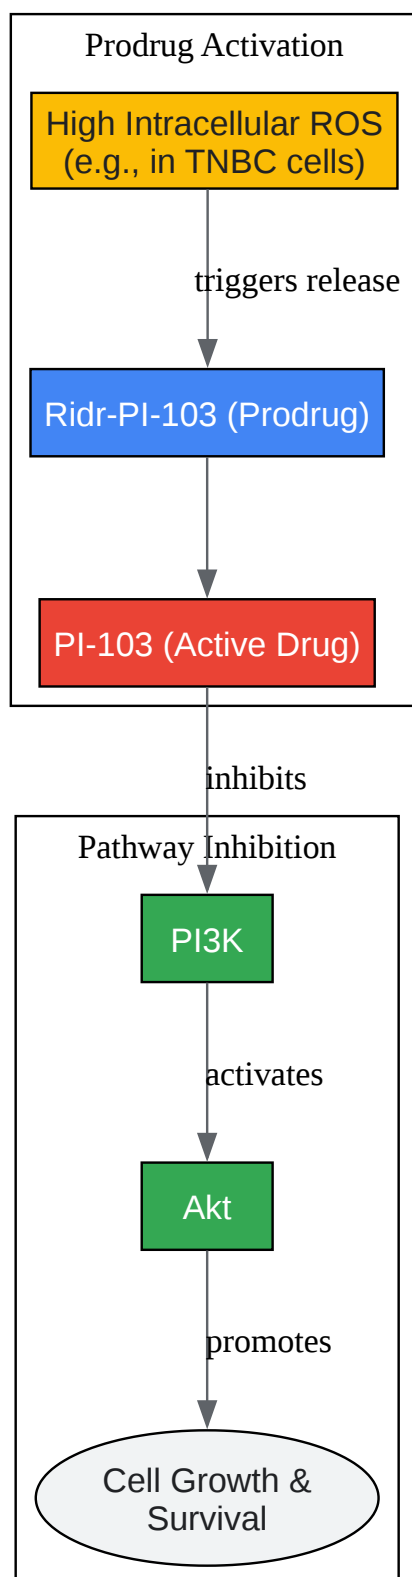 Prodrug Activation
High Intracellular ROS
(e.g., in TNBC cells)
triggers release
Ridr-PI-103 (Prodrug)
PI-103 (Active Drug)
inhibits
Pathway Inhibition
PI3K
activates
Akt
promotes
Cell Growth &
Survival